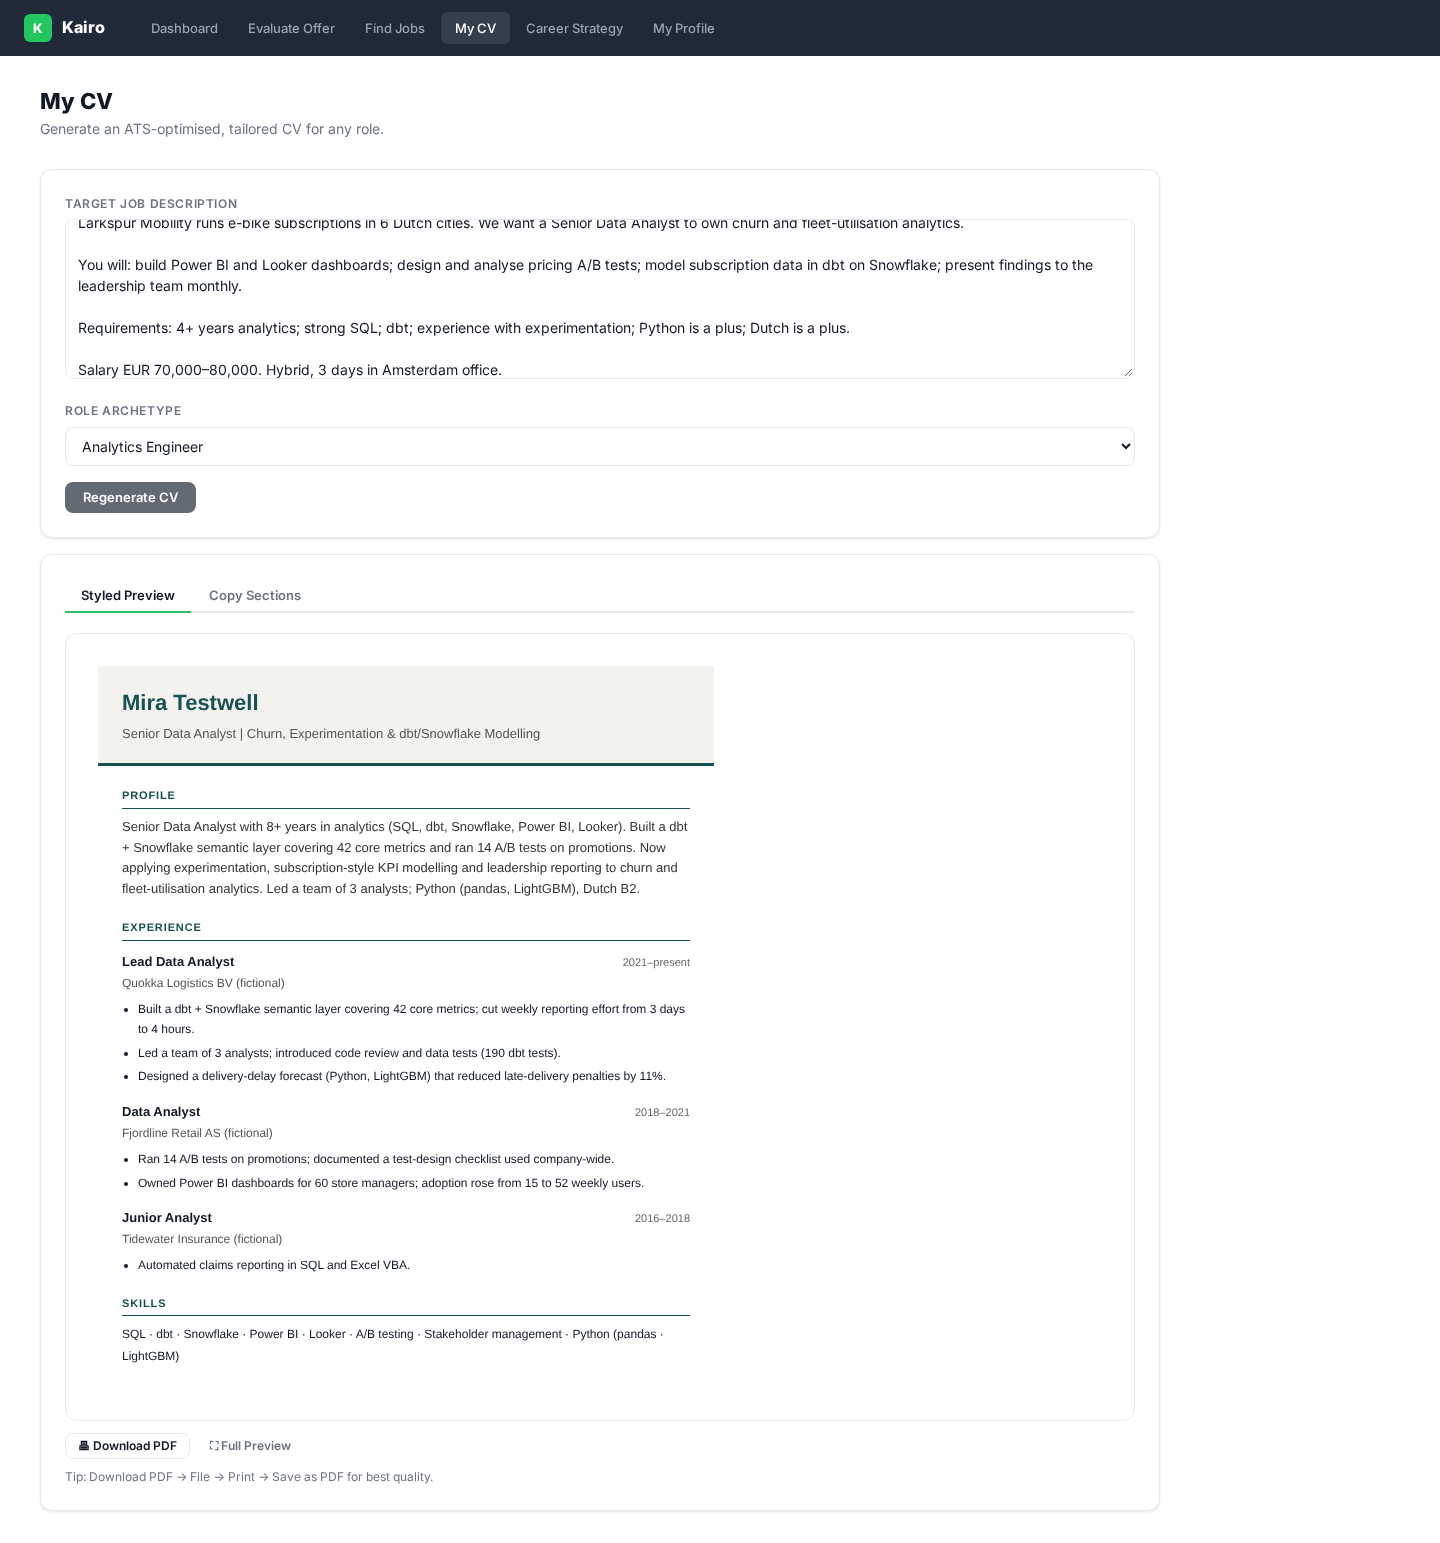 K Kairo Dashboard Evaluate Offer Find Jobs My CV Career Strategy My Profile
My CV
Generate an ATS-optimised, tailored CV for any role.
TARGET JOB DESCRIPTION
Larkspur Mobility runs e-bike subscriptions in 6 Dutch cities. We want a Senior Data Analyst to own churn and fleet-utilisation analytics.
You will: build Power BI and Looker dashboards; design and analyse pricing A/B tests; model subscription data in dbt on Snowflake; present findings to the
leadership team monthly.
Requirements: 4+ years analytics; strong SQL; dbt; experience with experimentation; Python is a plus; Dutch is a plus.
Salary EUR 70,000–80,000. Hybrid, 3 days in Amsterdam office.
ROLE ARCHETYPE
Analytics Engineer
Regenerate CV
Styled Preview Copy Sections
Mira Testwell
Senior Data Analyst | Churn, Experimentation & dbt/Snowflake Modelling
PROFILE
Senior Data Analyst with 8+ years in analytics (SQL, dbt, Snowflake, Power BI, Looker). Built a dbt
+ Snowflake semantic layer covering 42 core metrics and ran 14 A/B tests on promotions. Now
applying experimentation, subscription-style KPI modelling and leadership reporting to churn and
fleet-utilisation analytics. Led a team of 3 analysts; Python (pandas, LightGBM), Dutch B2.
EXPERIENCE
Lead Data Analyst 2021–present
Quokka Logistics BV (fictional)
• Built a dbt + Snowflake semantic layer covering 42 core metrics; cut weekly reporting effort from 3 days
to 4 hours.
• Led a team of 3 analysts; introduced code review and data tests (190 dbt tests).
• Designed a delivery-delay forecast (Python, LightGBM) that reduced late-delivery penalties by 11%.
Data Analyst 2018–2021
Fjordline Retail AS (fictional)
• Ran 14 A/B tests on promotions; documented a test-design checklist used company-wide.
• Owned Power BI dashboards for 60 store managers; adoption rose from 15 to 52 weekly users.
Junior Analyst 2016–2018
Tidewater Insurance (fictional)
• Automated claims reporting in SQL and Excel VBA.
SKILLS
SQL · dbt · Snowflake · Power BI · Looker · A/B testing · Stakeholder management · Python (pandas ·
LightGBM)
Download PDF Full Preview
Tip: Download PDF → File → Print → Save as PDF for best quality.